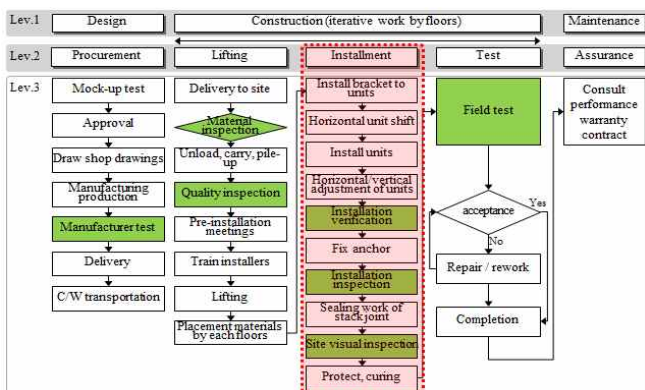 Lev.1
Design
Construction (iterative work by floors)
Maintenance
Lev.2
Procurement
Lifting
Installment
Test
Assurance
Lev.3
Mock-up test
Approval
Draw shop drawings
Manufacturing
production
Manufacturer test
Delivery
C/W transportation
Delivery to site
Material
inspection
Unload, carry, pile-
up
Quality inspection
Pre-installation
meetings
Train installers
Lifting
Placement materials
by each floors
Install bracket to
units
Horizontal unit shift
Install units
Horizontal/vertical
adjustment of units
Installation
verification
Fix anchor
Installation
inspection
Sealing work of
stack joint
Site visual inspection
Protect, curing
Field test
acceptance
Yes
No
Repair / rework
Completion
Consult
performance
warranty
contract